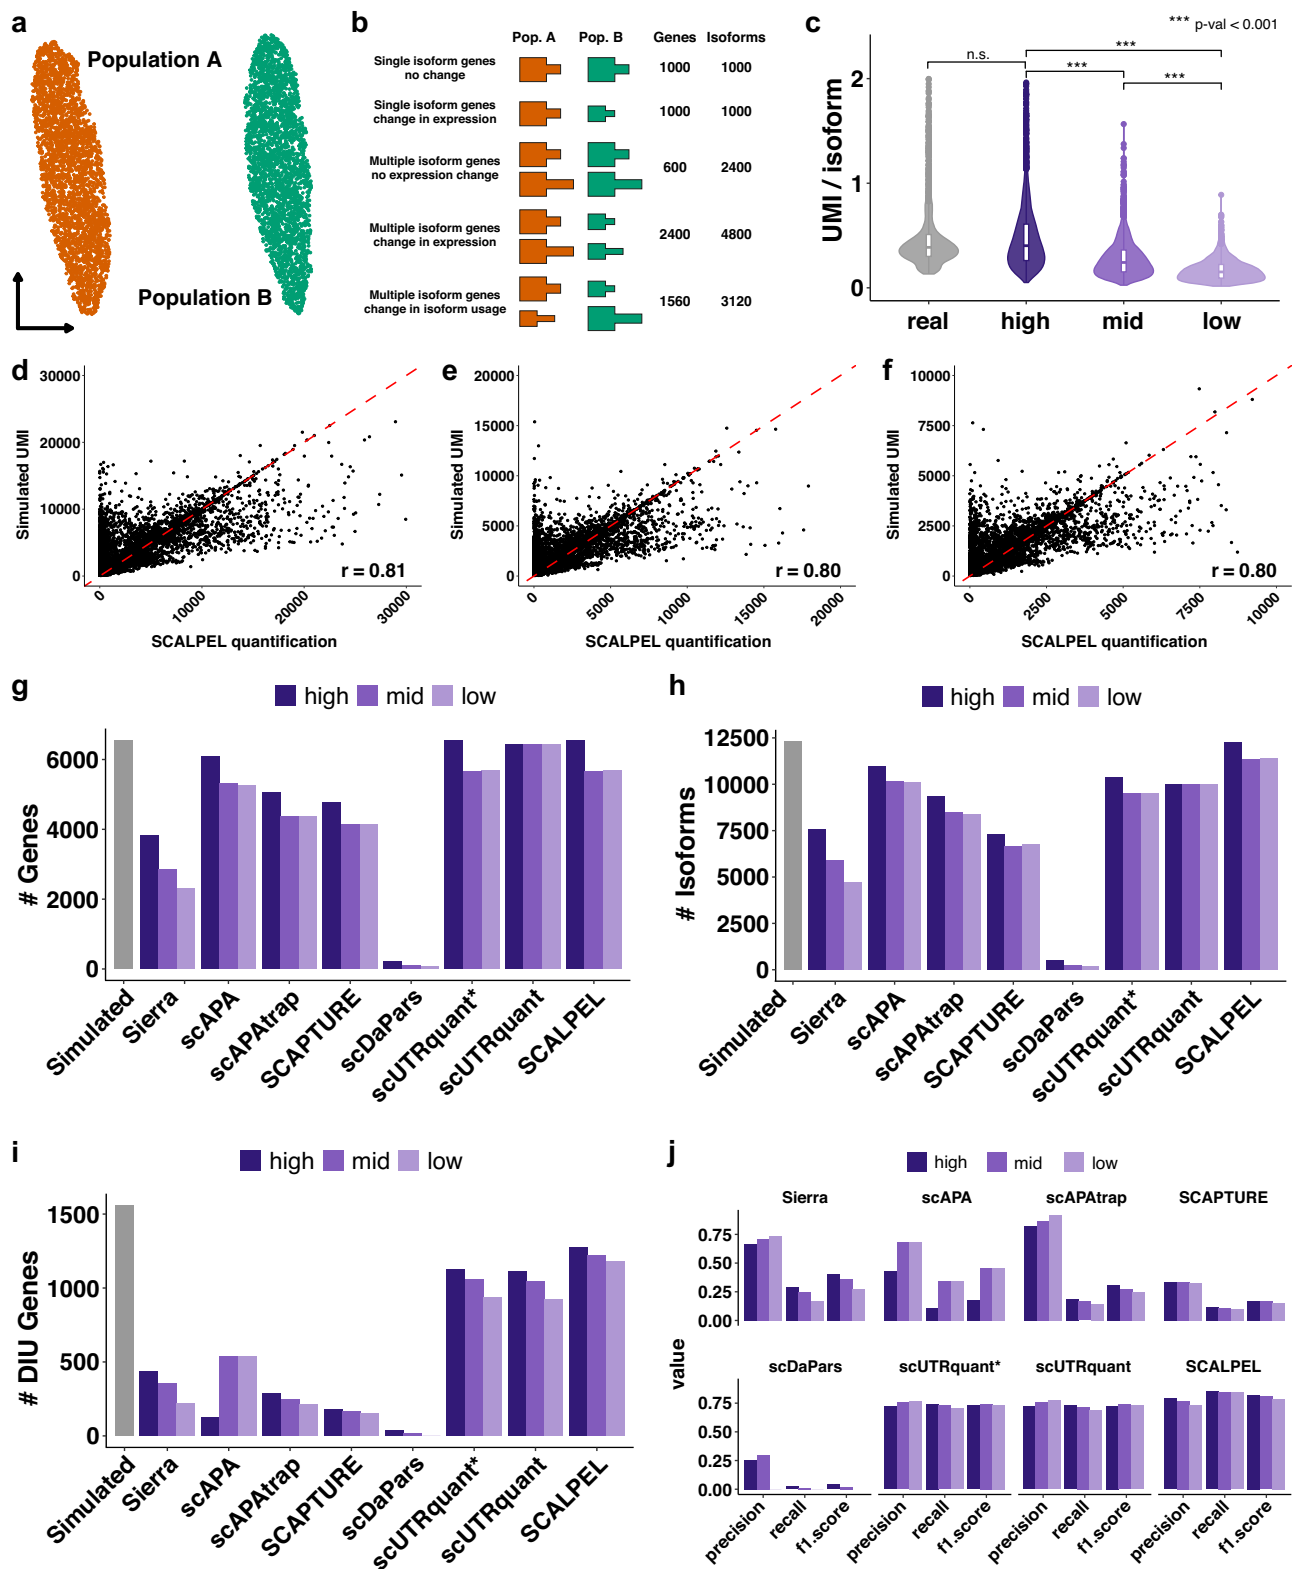 a
Population A
Population B
b
Pop. A Pop. B Genes Isoforms
Single isoform genes
no change
1000 1000
Single isoform genes
change in expression
1000 1000
Multiple isoform genes
no expression change
600 2400
Multiple isoform genes
change in expression
2400 4800
Multiple isoform genes
change in isoform usage
1560 3120
c
*** p-val < 0.001
n.s.
***
***
***
UMI / isoform
2
1
0
real high mid low
d
Simulated UMI
30000
20000
10000
0
r = 0.81
0 10000 20000 30000
SCALPEL quantification
e
Simulated UMI
20000
15000
10000
5000
0
r = 0.80
0 5000 10000 15000 20000
SCALPEL quantification
f
Simulated UMI
10000
7500
5000
2500
0
r = 0.80
0 2500 5000 7500 10000
SCALPEL quantification
g
high mid low
# Genes
6000
4000
2000
0
Simulated Sierra scAPA scAPAtrap SCAPTURE scDaPars scUTRquant* scUTRquant SCALPEL
h
high mid low
# Isoforms
12500
10000
7500
5000
2500
0
Simulated Sierra scAPA scAPAtrap SCAPTURE scDaPars scUTRquant* scUTRquant SCALPEL
i
high mid low
# DIU Genes
1500
1000
500
0
Simulated Sierra scAPA scAPAtrap SCAPTURE scDaPars scUTRquant* scUTRquant SCALPEL
j
high mid low
value
Sierra scAPA scAPAtrap SCAPTURE
0.75
0.50
0.25
0.00
scDaPars scUTRquant* scUTRquant SCALPEL
0.75
0.50
0.25
0.00
precision recall f1.score precision recall f1.score precision recall f1.score precision recall f1.score